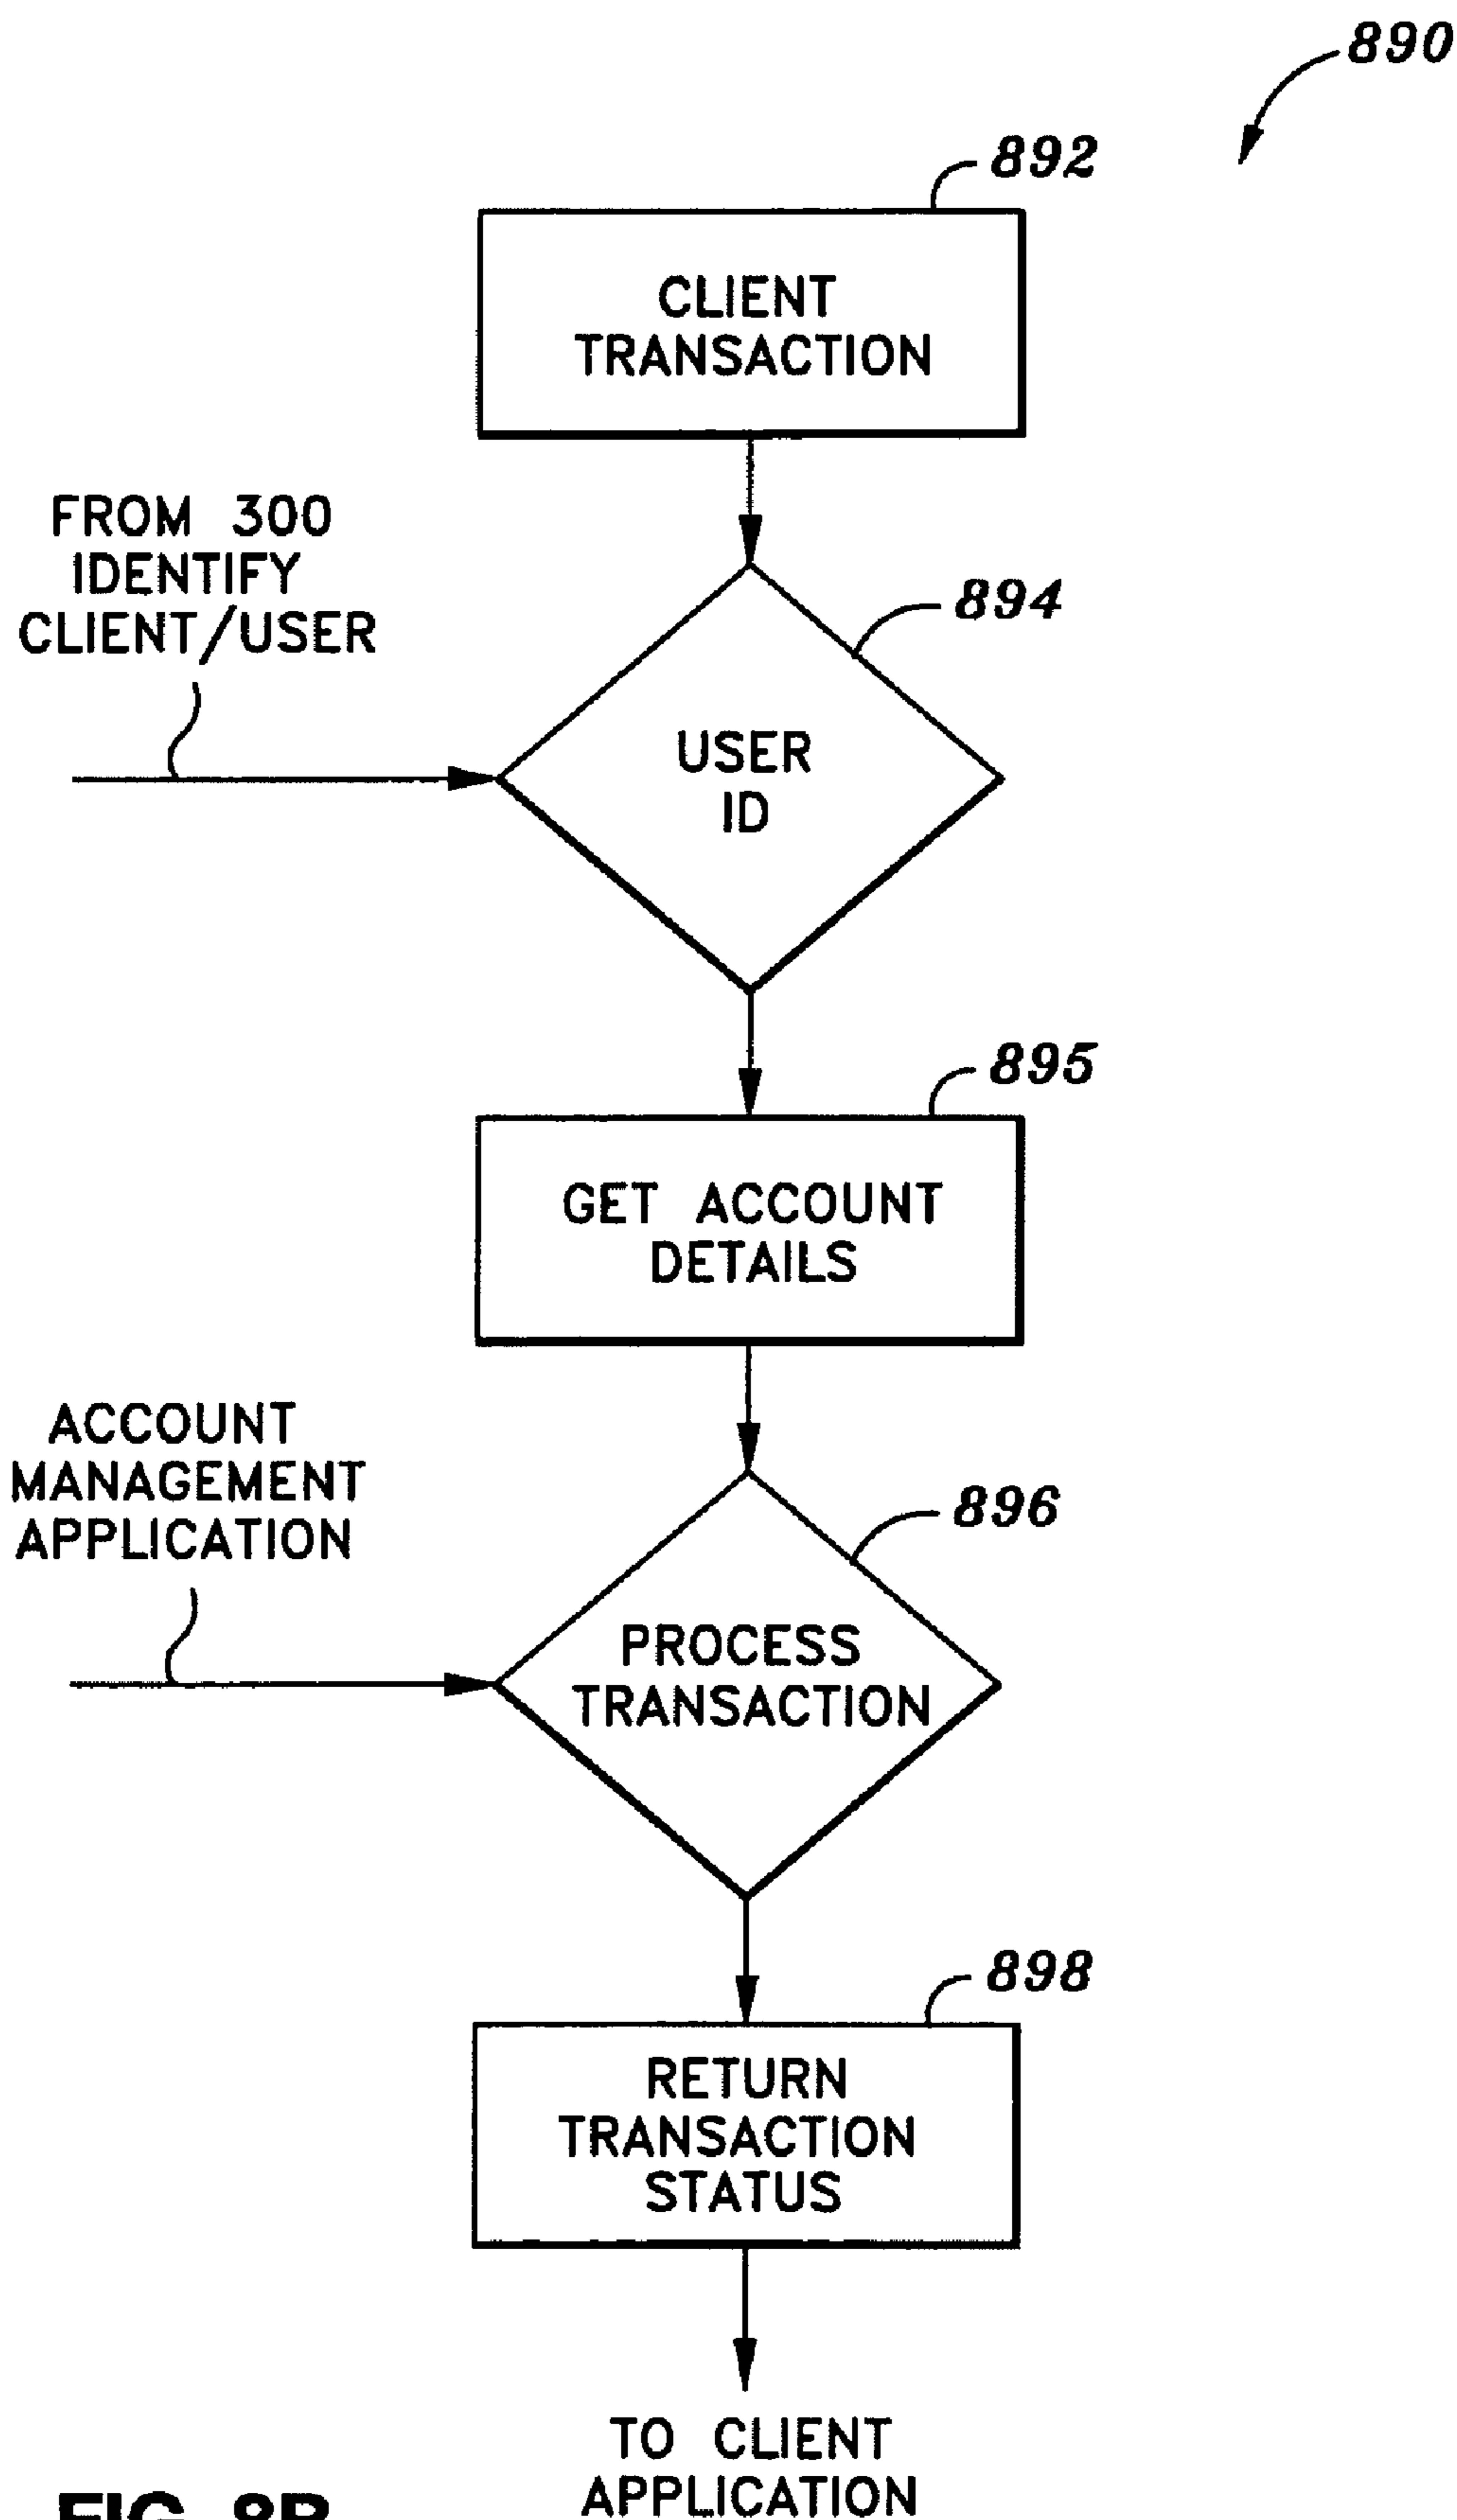 890
892
CLIENT
TRANSACTION
FROM 300
IDENTIFY
CLIENT/USER
894
USER
ID
895
GET ACCOUNT
DETAILS
ACCOUNT
MANAGEMENT
APPLICATION
896
PROCESS
TRANSACTION
898
RETURN
TRANSACTION
STATUS
TO CLIENT
APPLICATION